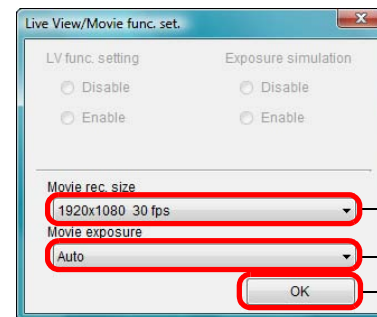 Live View/Movie func. set.
LV func. setting Exposure simulation
Disable Disable
Enable Enable
Movie rec. size
1920x1080 30 fps
Movie exposure
Auto
OK